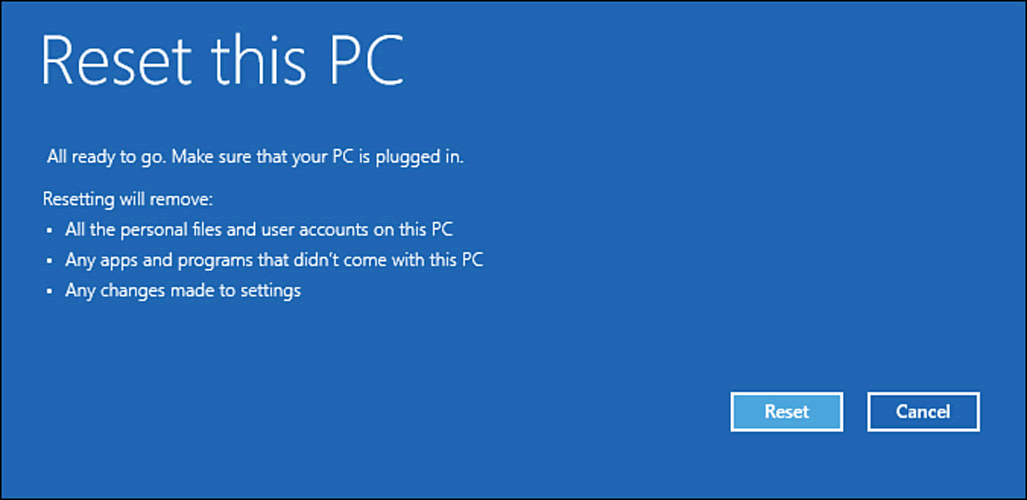 Reset this PC
All ready to go. Make sure that your PC is plugged in.
Resetting will remove:
• All the personal files and user accounts on this PC
• Any apps and programs that didn't come with this PC
• Any changes made to settings
Reset Cancel